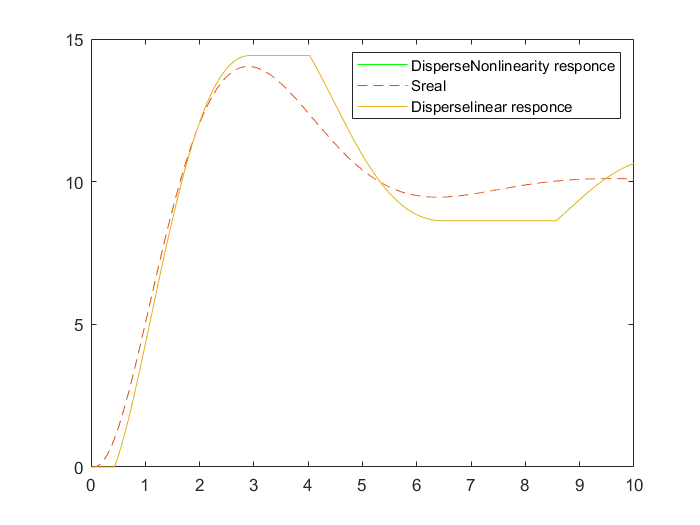 15
DisperseNonlinearity responce
Sreal
Disperselinear responce
10
5
0
0 1 2 3 4 5 6 7 8 9 10